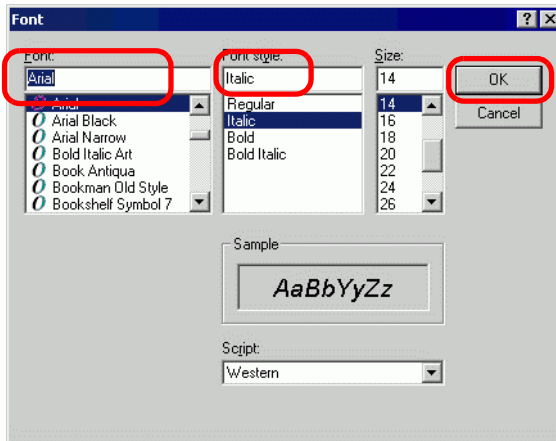 Font
Font:
Font style:
Size:
Arial
Italic
14
OK
Cancel
Arial
Arial Black
Arial Narrow
Bold Italic Art
Book Antiqua
Bookman Old Style
Bookshelf Symbol 7
Regular
Italic
Bold
Bold Italic
14
16
18
20
22
24
26
Sample
AaBbYyZz
Script:
Western